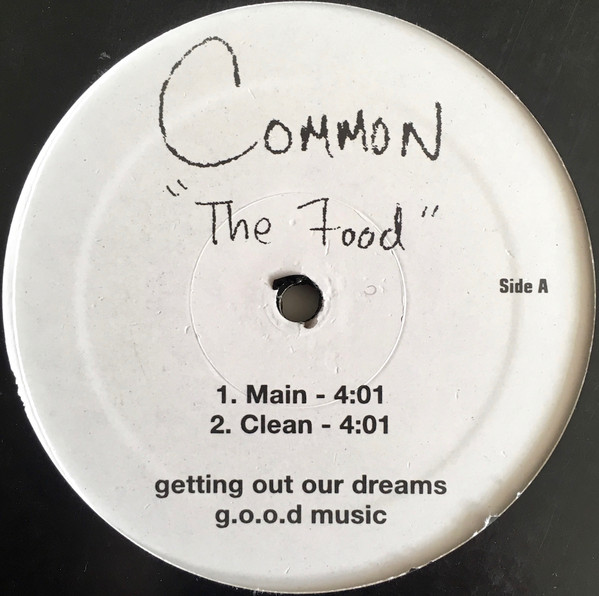 Common
"The Food"
Side A
1. Main - 4:01
2. Clean - 4:01
getting out our dreams
g.o.o.d music